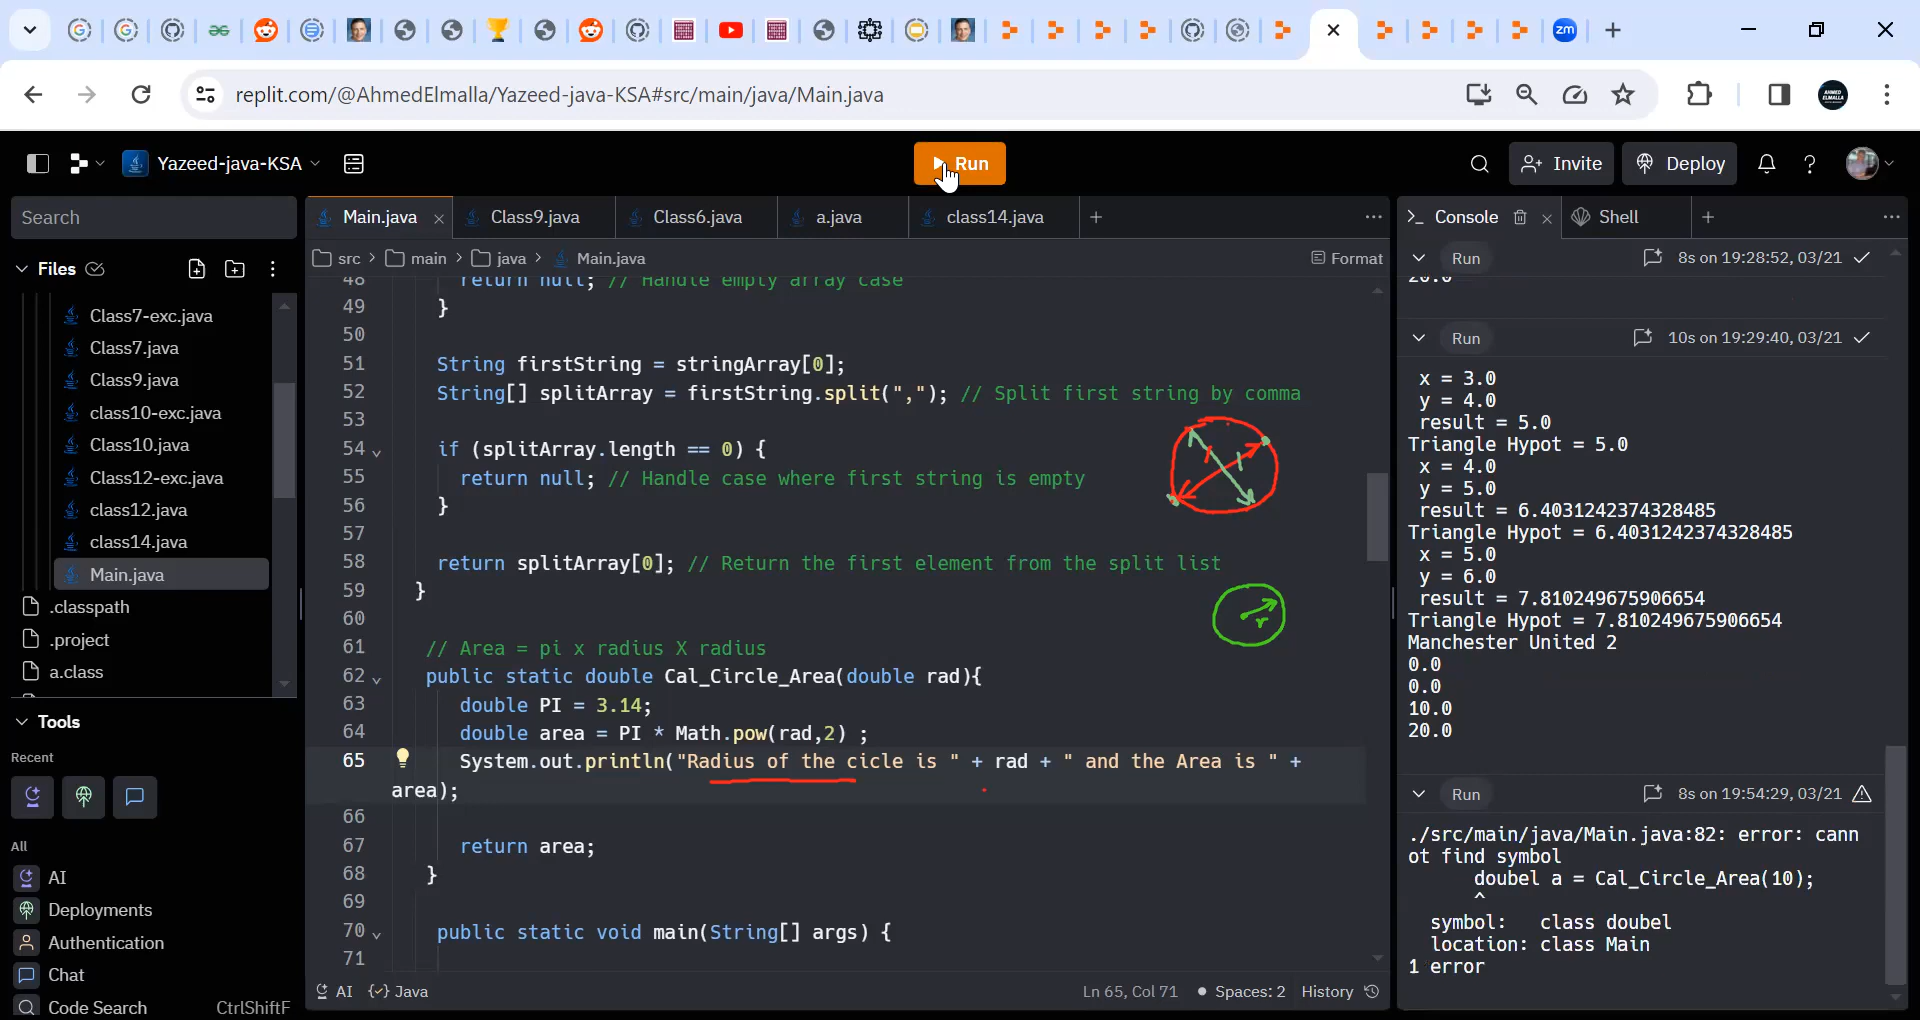 zm
replit.com/@AhmedElmalla/Yazeed-java-KSA#src/main/java/Main.java
AHMED ELMALLA
Yazeed-java-KSA
Run
Invite
Deploy
Search
Main.java
Class9.java
Class6.java
a.java
class14.java
Console
Shell
Files
src > main > java > Main.java
Format
Class7-exc.java
Class7.java
Class9.java
class10-exc.java
Class10.java
Class12-exc.java
class12.java
class14.java
Main.java
.classpath
.project
a.class
Tools
Recent
All
AI
Deployments
Authentication
Chat
Code Search CtrlShiftF
48 return null; // Handle empty array case
49 }
50
51 String firstString = stringArray[0];
52 String[] splitArray = firstString.split(","); // Split first string by comma
53
54 if (splitArray.length == 0) {
55 return null; // Handle case where first string is empty
56 }
57
58 return splitArray[0]; // Return the first element from the split list
59 }
60
r
61 // Area = pi x radius X radius
62 public static double Cal_Circle_Area(double rad){
63 double PI = 3.14;
64 double area = PI * Math.pow(rad,2) ;
65 System.out.println("Radius of the cicle is " + rad + " and the Area is " +
area);
66
67 return area;
68 }
69
70 public static void main(String[] args) {
71
AI
Java
Ln 65, Col 71
Spaces: 2
History
Run 8s on 19:28:52, 03/21
20.0
Run 10s on 19:29:40, 03/21
x = 3.0
y = 4.0
result = 5.0
Triangle Hypot = 5.0
x = 4.0
y = 5.0
result = 6.4031242374328485
Triangle Hypot = 6.4031242374328485
x = 5.0
y = 6.0
result = 7.810249675906654
Triangle Hypot = 7.810249675906654
Manchester United 2
0.0
0.0
10.0
20.0
Run 8s on 19:54:29, 03/21
./src/main/java/Main.java:82: error: cann
ot find symbol
doubel a = Cal_Circle_Area(10);
^
symbol: class doubel
location: class Main
1 error